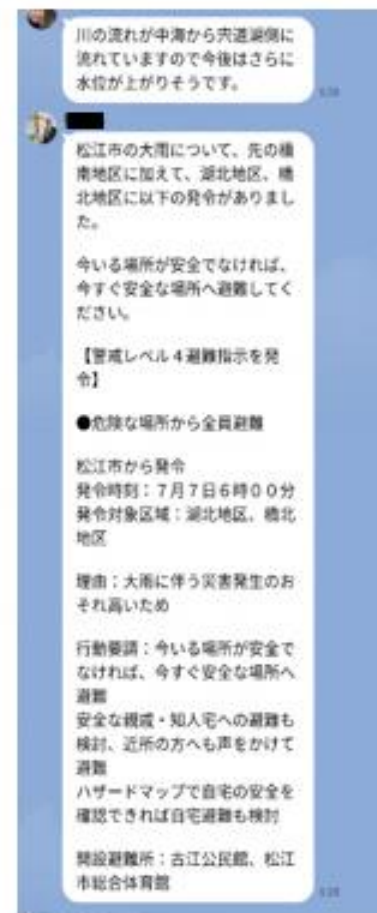 川の流れが中海から宍道湖側に
流れていますので今後はさらに
水位が上がりそうです。
松江市の大雨について、先の橋
南地区に加えて、湖北地区、橋
北地区に以下の発令がありまし
た。
今いる場所が安全でなければ、
今すぐ安全な場所へ避難してく
ださい。
【警戒レベル4避難指示を発
令】
●危険な場所から全員避難
松江市から発令
発令時刻：7月7日6時00分
発令対象区域：湖北地区、橋北
地区
理由：大雨に伴う災害発生のお
それ高いため
行動要請：今いる場所が安全で
なければ、今すぐ安全な場所へ
避難
安全な親戚・知人宅への避難も
検討、近所の方へも声をかけて
避難
ハザードマップで自宅の安全を
確認できれば自宅避難も検討
開設避難所：古江公民館、松江
市総合体育館